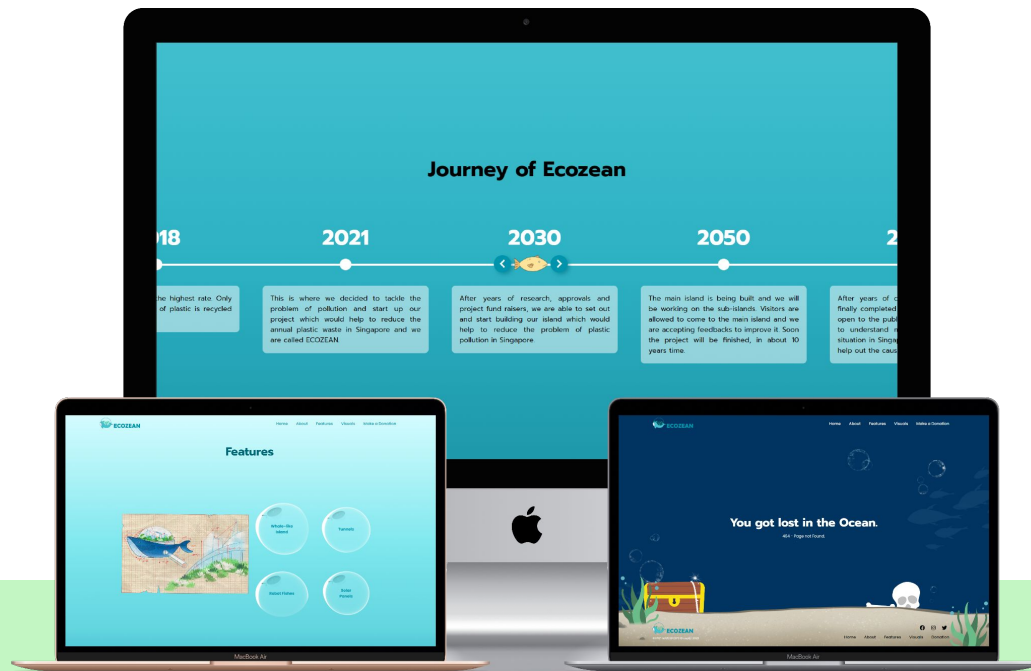 Journey of Ecozean
018
2021
2030
2050
2
he highest rate. Only
of plastic is recycled
This is where we decided to tackle the
problem of pollution and start up our
project which would help to reduce the
annual plastic waste in Singapore and we
are called ECOZEAN.
After years of research, approvals and
project fund raisers, we are able to set out
and start building our island which would
help to reduce the problem of plastic
pollution in Singapore.
The main island is being built and we will
be working on the sub-islands. Visitors are
allowed to come to the main island and we
are accepting feedbacks to improve it. Soon
the project will be finished, in about 10
years time.
After years of c
finally completed
open to the publ
to understand m
situation in Singap
help out the caus
ECOZEAN
Home About Features Visuals Make a Donation
Features
Whale-like
Island
Tunnels
Robot Fishes
Solar
Panels
MacBook Air
ECOZEAN
Home About Features Visuals Make a Donation
You got lost in the Ocean.
404 - Page not found.
ECOZEAN
Home About Features Visuals Donation
MacBook Air